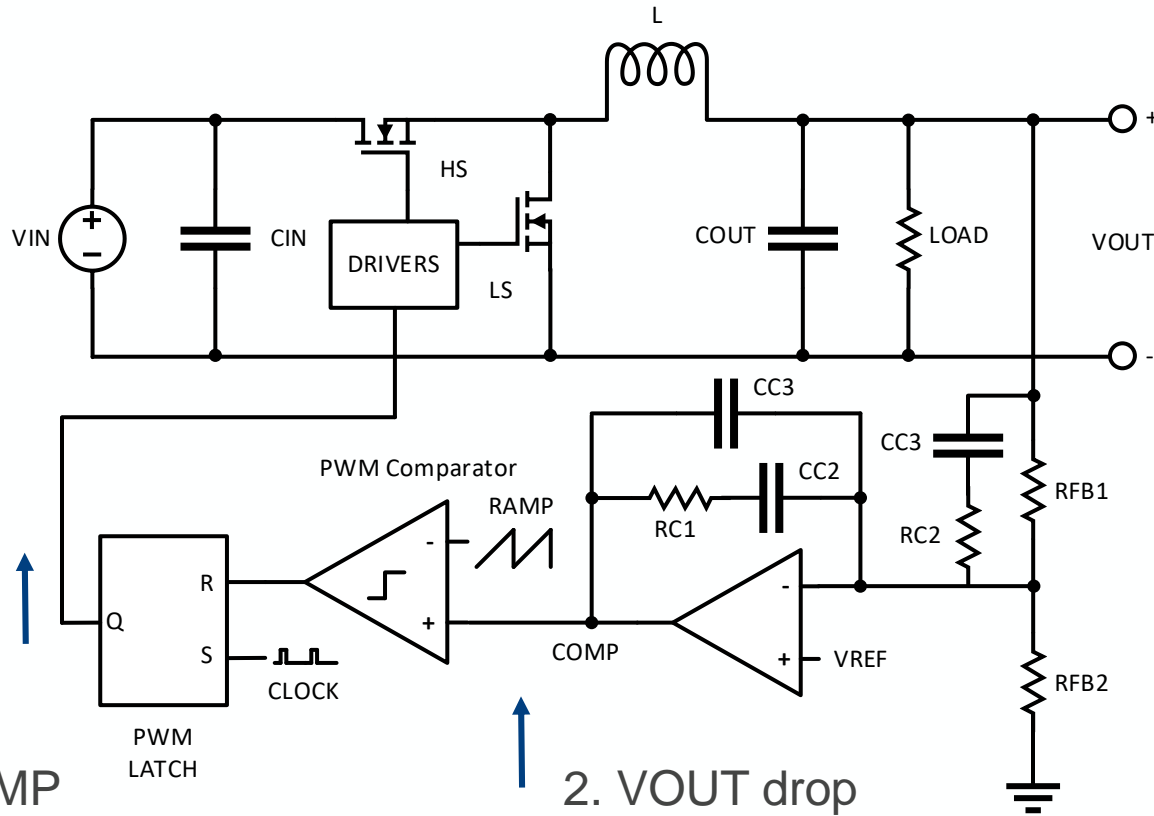 L
+
HS
VIN
+
-
CIN
DRIVERS
LS
COUT
LOAD
VOUT
-
CC3
CC3
PWM Comparator
CC2
RFB1
RAMP
RC1
RC2
-
R
-
Q
+
COMP
+
VREF
S
CLOCK
RFB2
PWM
LATCH
MP
2. VOUT drop